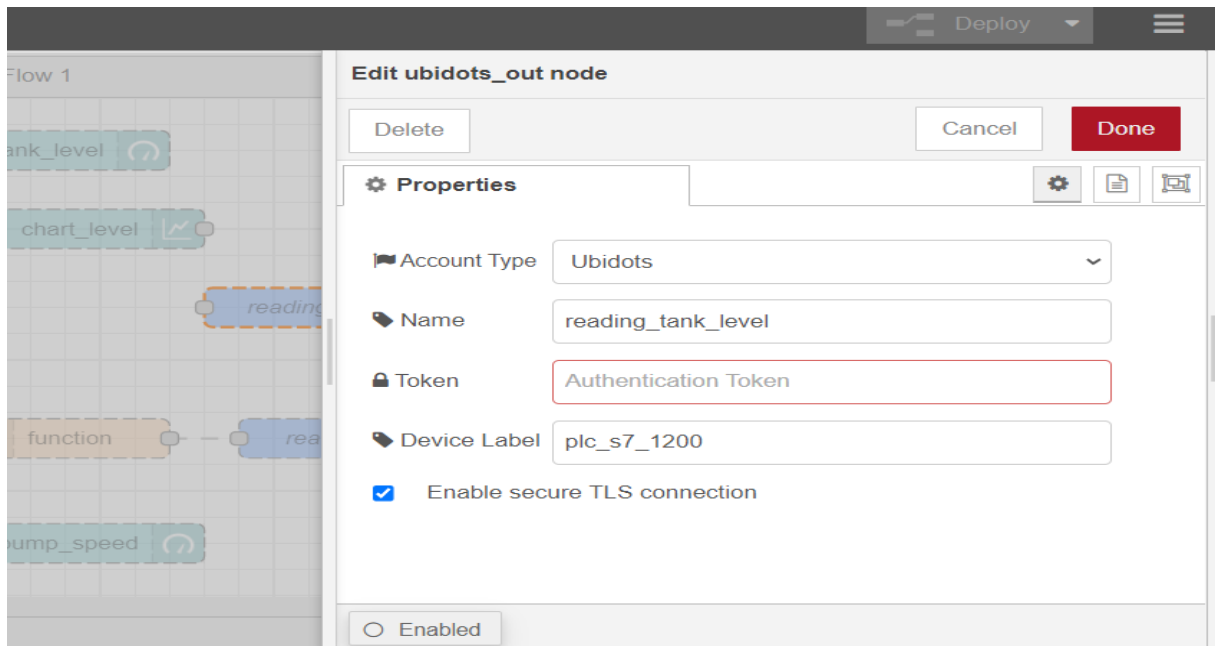 Deploy
Flow 1
Edit ubidots_out node
Delete
Cancel
Done
ank_level
Properties
chart_level
Account Type
Ubidots
reading
Name
reading_tank_level
Token
Authentication Token
function
rea
Device Label
plc_s7_1200
Enable secure TLS connection
pump_speed
Enabled